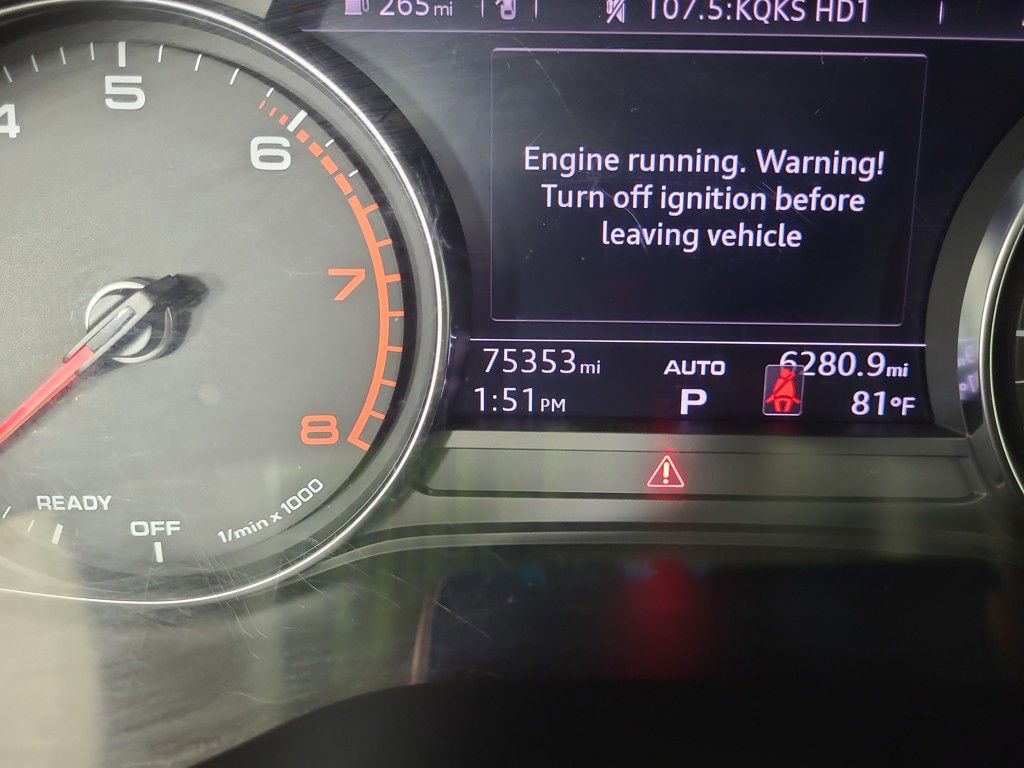 265 mi
107.5:KQKS HD1
4
5
6
7
8
Engine running. Warning!
Turn off ignition before
leaving vehicle
75353 mi
AUTO
6280.9 mi
1:51 PM
P
81°F
READY
OFF
1/min x 1000